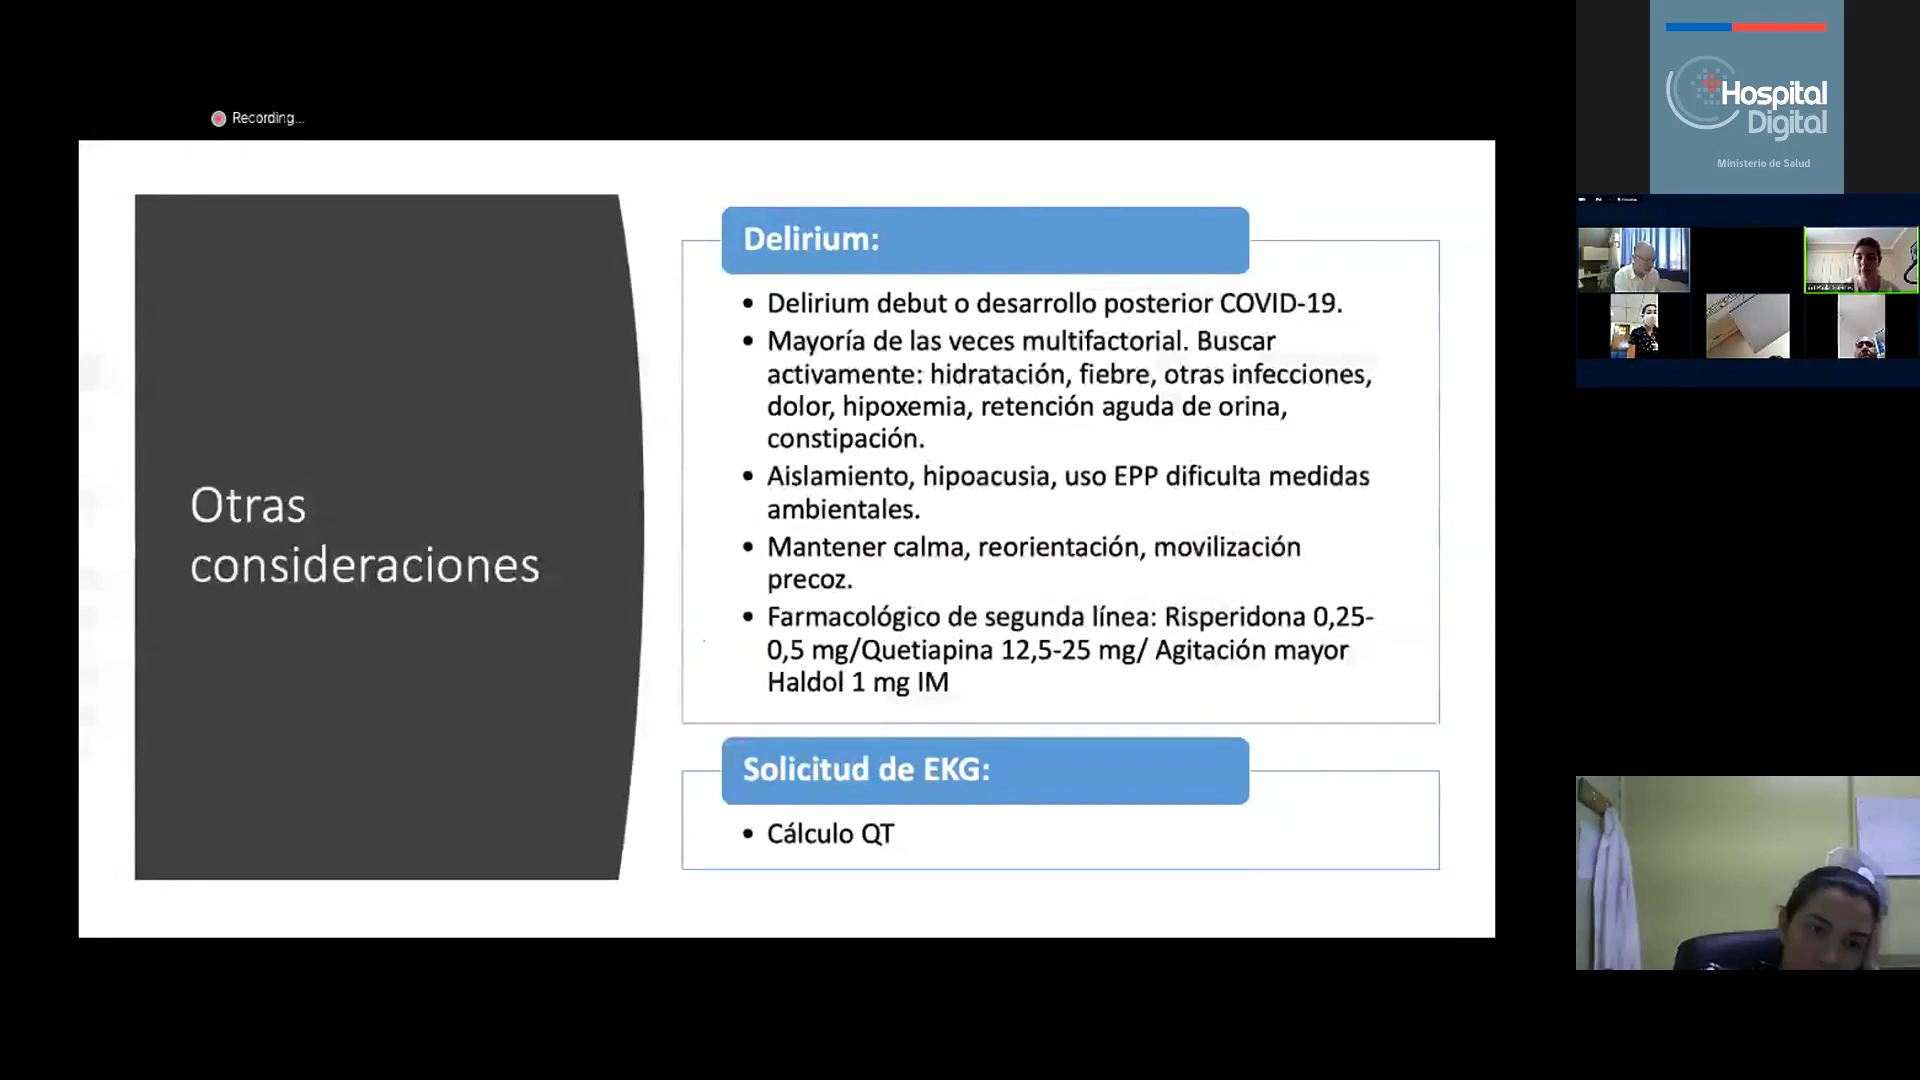 Recording...
Otras
consideraciones
Delirium:
• Delirium debut o desarrollo posterior COVID-19.
• Mayoría de las veces multifactorial. Buscar
activamente: hidratación, fiebre, otras infecciones,
dolor, hipoxemia, retención aguda de orina,
constipación.
• Aislamiento, hipoacusia, uso EPP dificulta medidas
ambientales.
• Mantener calma, reorientación, movilización
precoz.
• Farmacológico de segunda línea: Risperidona 0,25-
0,5 mg/Quetiapina 12,5-25 mg/ Agitación mayor
Haldol 1 mg IM
Solicitud de EKG:
• Cálculo QT
Hospital
Digital
Ministerio de Salud